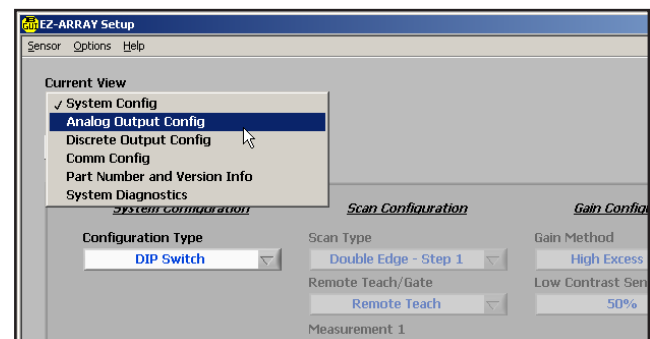 EZ-ARRAY Setup
Sensor Options Help
Current View
✓ System Config
Analog Output Config
Discrete Output Config
Comm Config
Part Number and Version Info
System Diagnostics
System Configuration Scan Configuration Gain Configu
Configuration Type Scan Type Gain Method
DIP Switch Double Edge - Step 1 High Excess
Remote Teach/Gate Low Contrast Sen
Remote Teach 50%
Measurement 1